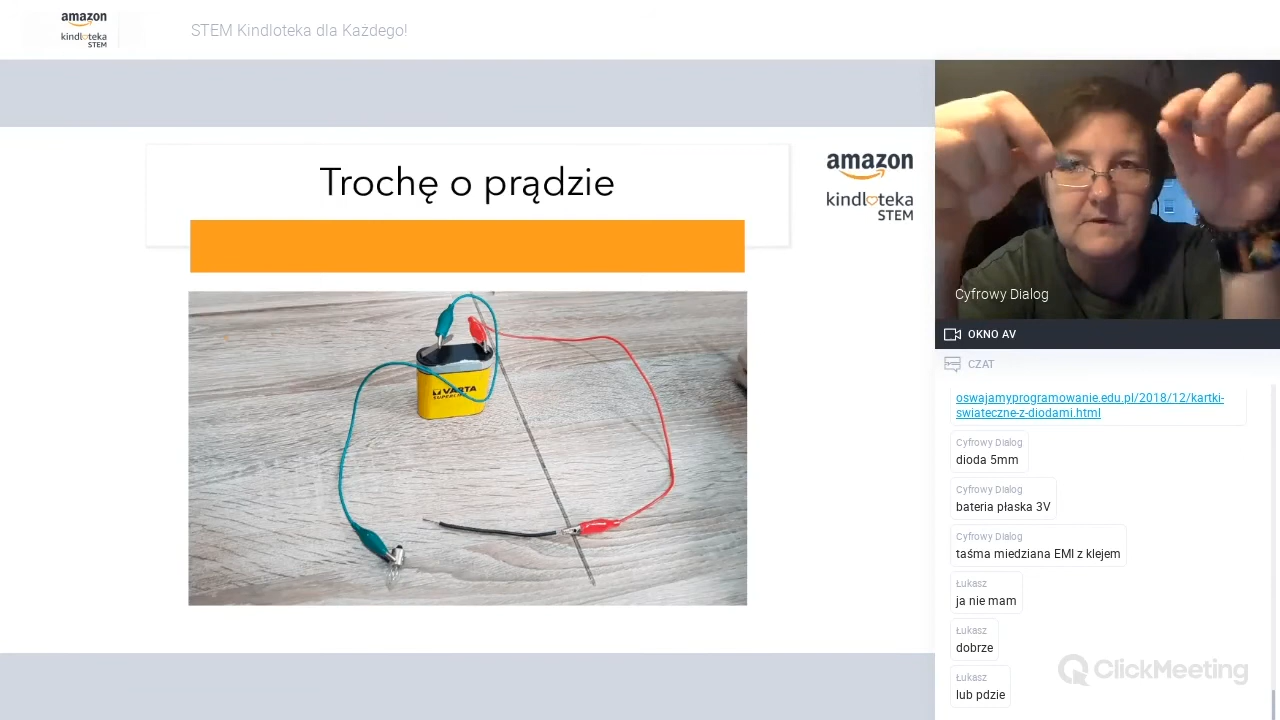 amazon
kindloteka
STEM
STEM Kindloteka dla Każdego!
Trochę o prądzie
amazon
kindloteka
STEM
VARTA
SUPERLIFE
Cyfrowy Dialog
OKNO AV
CZAT
oswajamyprogramowanie.edu.pl/2018/12/kartki-
swiateczne-z-diodami.html
Cyfrowy Dialog
dioda 5mm
Cyfrowy Dialog
bateria płaska 3V
Cyfrowy Dialog
taśma miedziana EMI z klejem
Łukasz
ja nie mam
Łukasz
dobrze
Łukasz
lub pdzie
ClickMeeting